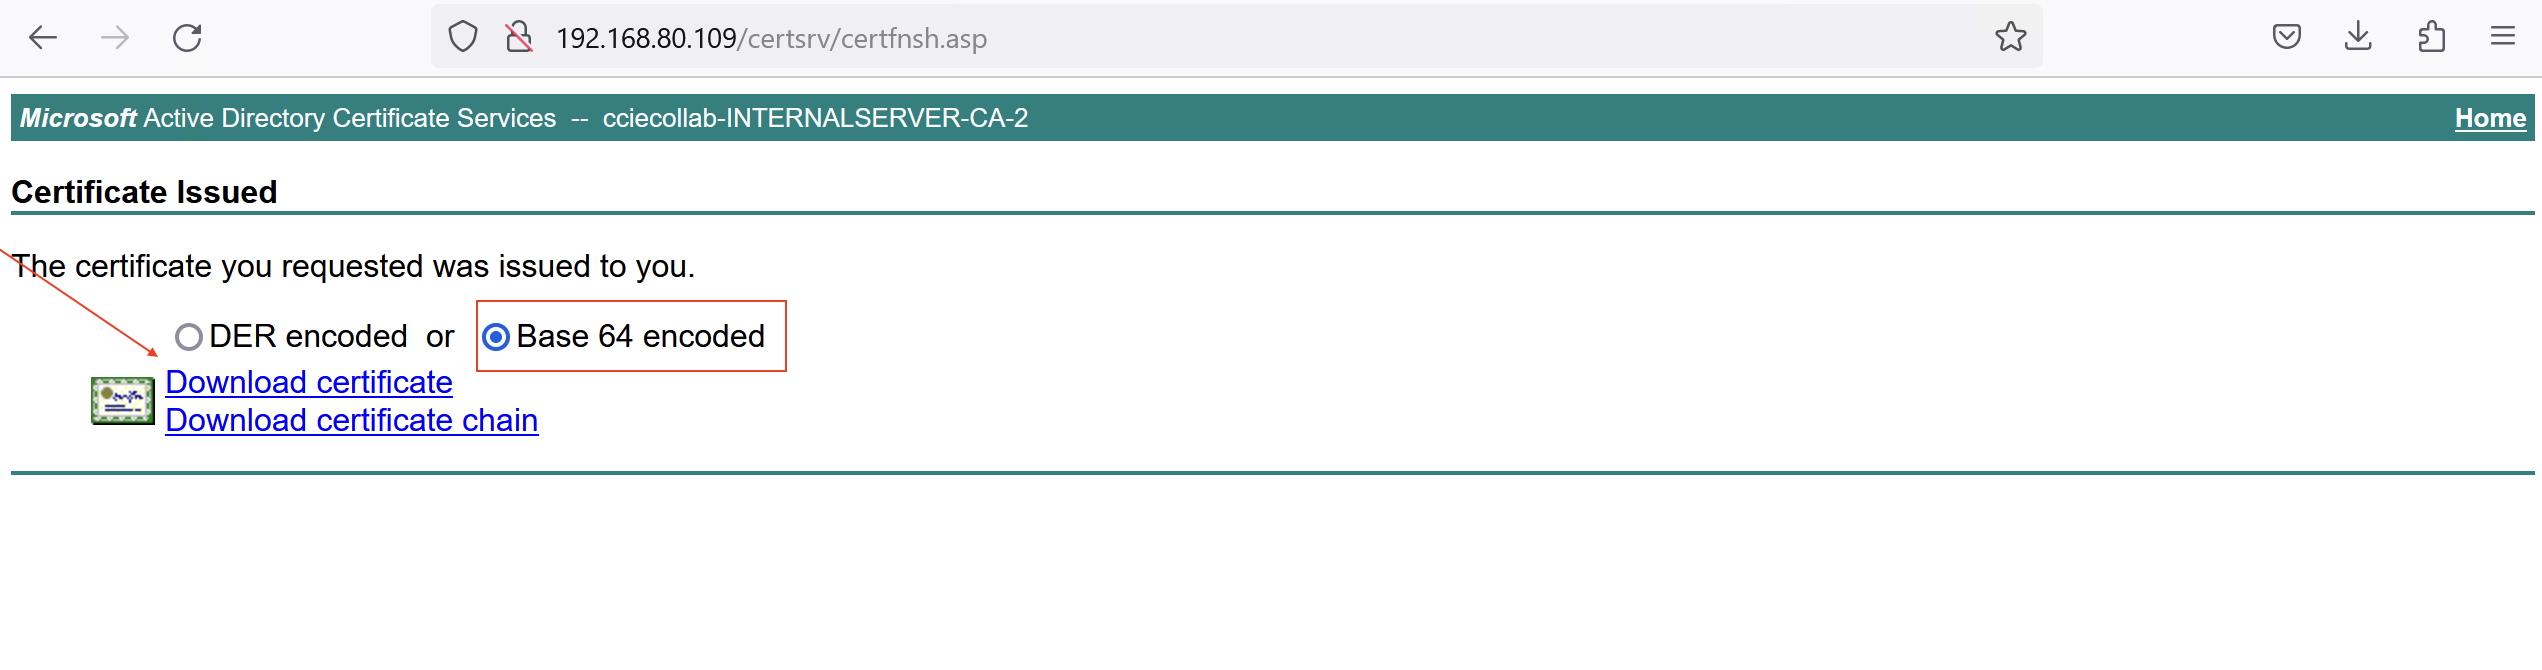 192.168.80.109/certsrv/certfnsh.asp
Microsoft Active Directory Certificate Services -- cciecollab-INTERNALSERVER-CA-2 Home
Certificate Issued
The certificate you requested was issued to you.
DER encoded or Base 64 encoded
Download certificate
Download certificate chain